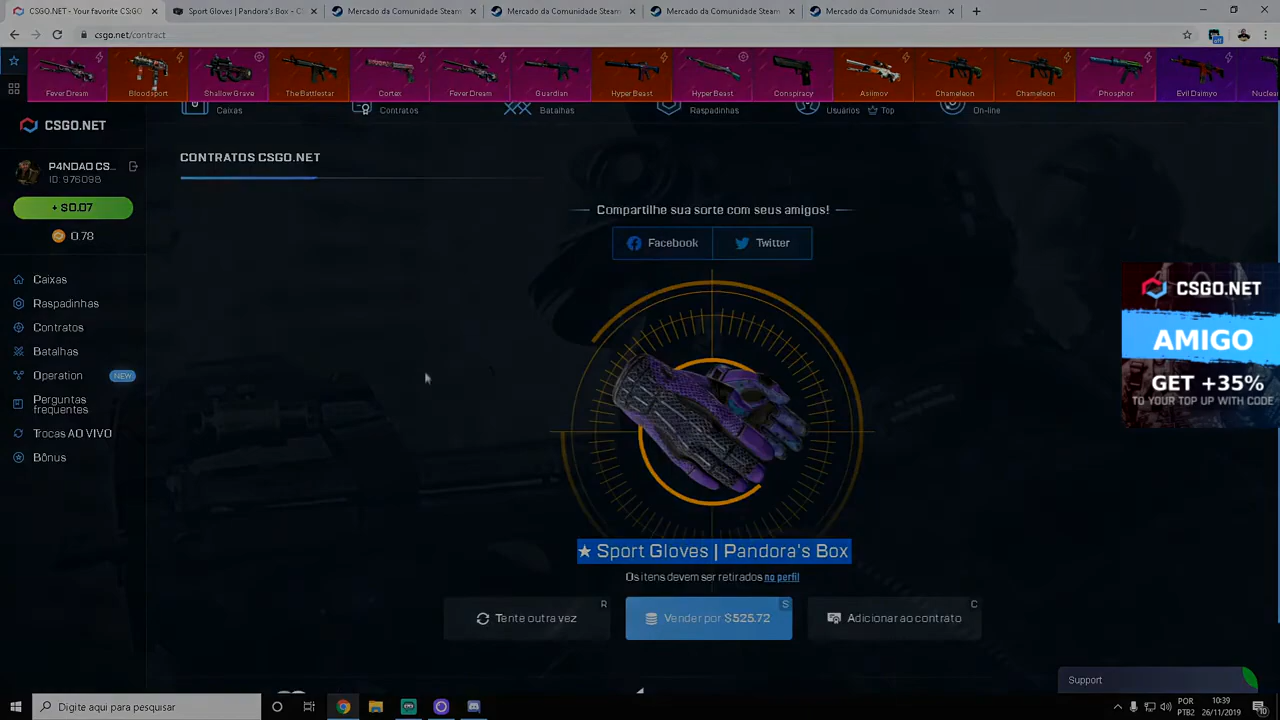 CSGO.NET - Your favourite CS:
Sport Gloves | Pandora's Box - CS
Mercado da Comunidade Steam
Mercado da Comunidade Steam
Mercado da Comunidade Steam
Mercado da Comunidade Steam
csgo.net/contract
Fever Dream
Bloodsport
Shallow Grave
The Battlestar
Cortex
Fever Dream
Guardian
Hyper Beast
Hyper Beast
Conspiracy
Asiimov
Chameleon
Chameleon
Phosphor
Evil Daimyo
Nuclea
Caixas
Contratos
Batalhas
Raspadinhas
Usuários
Top
On-line
CSGO.NET
CONTRATOS CSGO.NET
P4NDAO CS...
ID: 976098
+ $0.07
0.78
Caixas
Raspadinhas
Contratos
Batalhas
Operation
NEW
Perguntas
frequentes
Trocas AO VIVO
Bônus
Compartilhe sua sorte com seus amigos!
Facebook
Twitter
CSGO.NET
AMIGO
GET +35%
TO YOUR TOP UP WITH CODE
★ Sport Gloves | Pandora's Box
Os itens devem ser retirados no perfil
Tente outra vez
R
Vender por $525.72
S
Adicionar ao contrato
C
Support
Digite aqui para pesquisar
POR
PTB2
10:39
26/11/2019
10